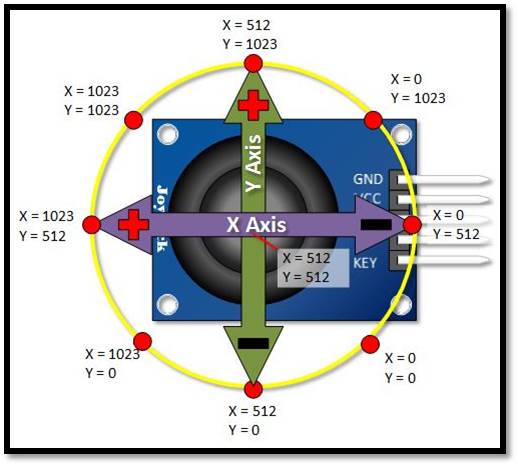 X = 512
Y = 1023
X = 1023
Y = 1023
X = 0
Y = 1023
Y Axis
GND
X = 1023
Y = 512
X Axis
X = 0
Y = 512
X = 512
Y = 512
KEY
X = 1023
Y = 0
X = 0
Y = 0
X = 512
Y = 0